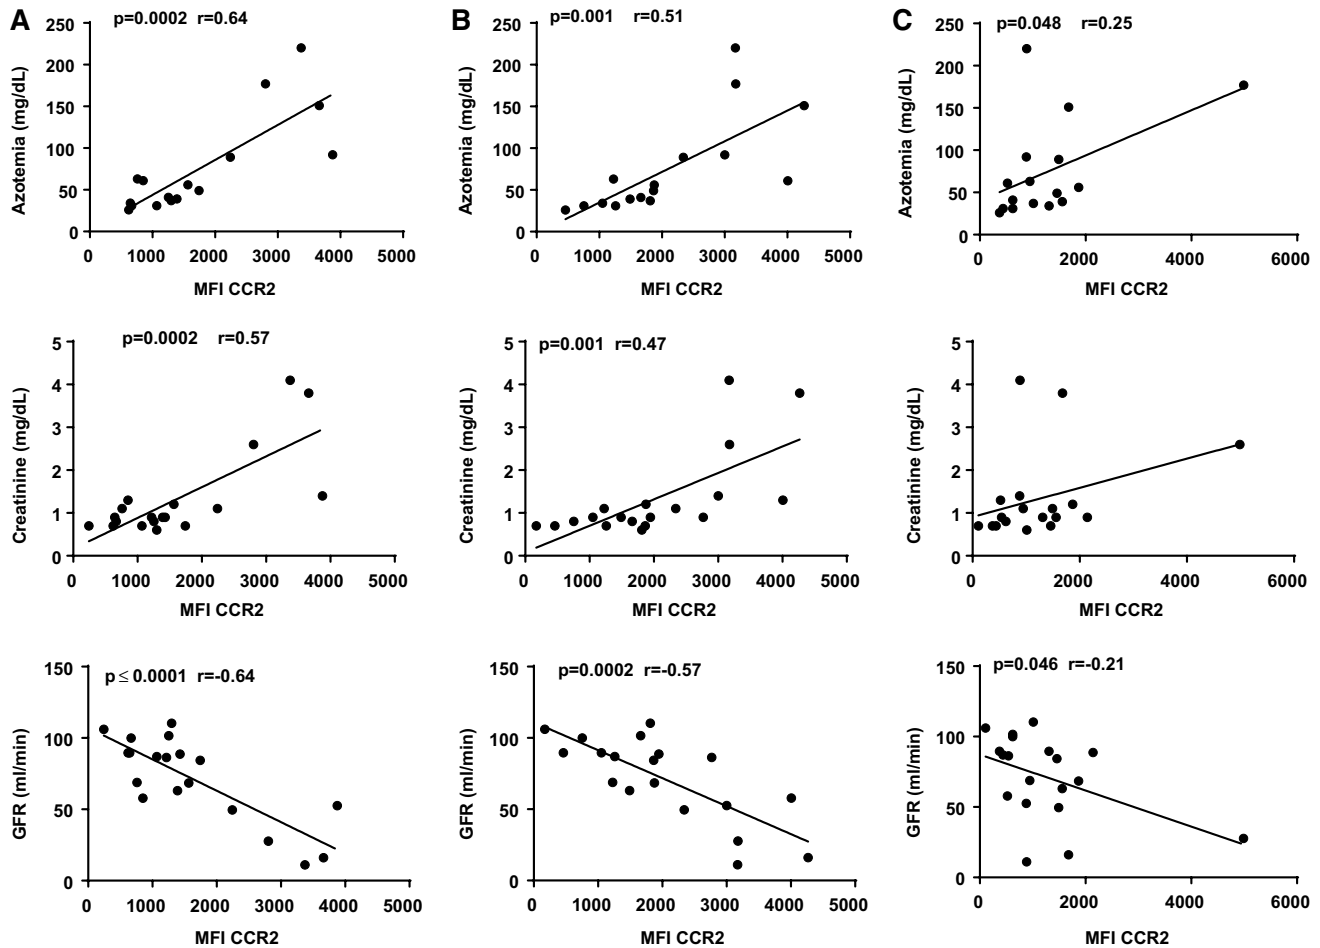 A
p=0.0002 r=0.64
Azotemia (mg/dL)
250
200
150
100
50
0
0 1000 2000 3000 4000 5000
MFI CCR2
B
p=0.001 r=0.51
Azotemia (mg/dL)
250
200
150
100
50
0
0 1000 2000 3000 4000 5000
MFI CCR2
C
p=0.048 r=0.25
Azotemia (mg/dL)
250
200
150
100
50
0
0 2000 4000 6000
MFI CCR2
p=0.0002 r=0.57
Creatinine (mg/dL)
5
4
3
2
1
0
0 1000 2000 3000 4000 5000
MFI CCR2
p=0.001 r=0.47
Creatinine (mg/dL)
5
4
3
2
1
0
0 1000 2000 3000 4000 5000
MFI CCR2
Creatinine (mg/dL)
5
4
3
2
1
0
0 2000 4000 6000
MFI CCR2
p ≤ 0.0001 r=-0.64
GFR (ml/min)
150
100
50
0
0 1000 2000 3000 4000 5000
MFI CCR2
p=0.0002 r=-0.57
GFR (ml/min)
150
100
50
0
0 1000 2000 3000 4000 5000
MFI CCR2
p=0.046 r=-0.21
GFR (ml/min)
150
100
50
0
0 2000 4000 6000
MFI CCR2